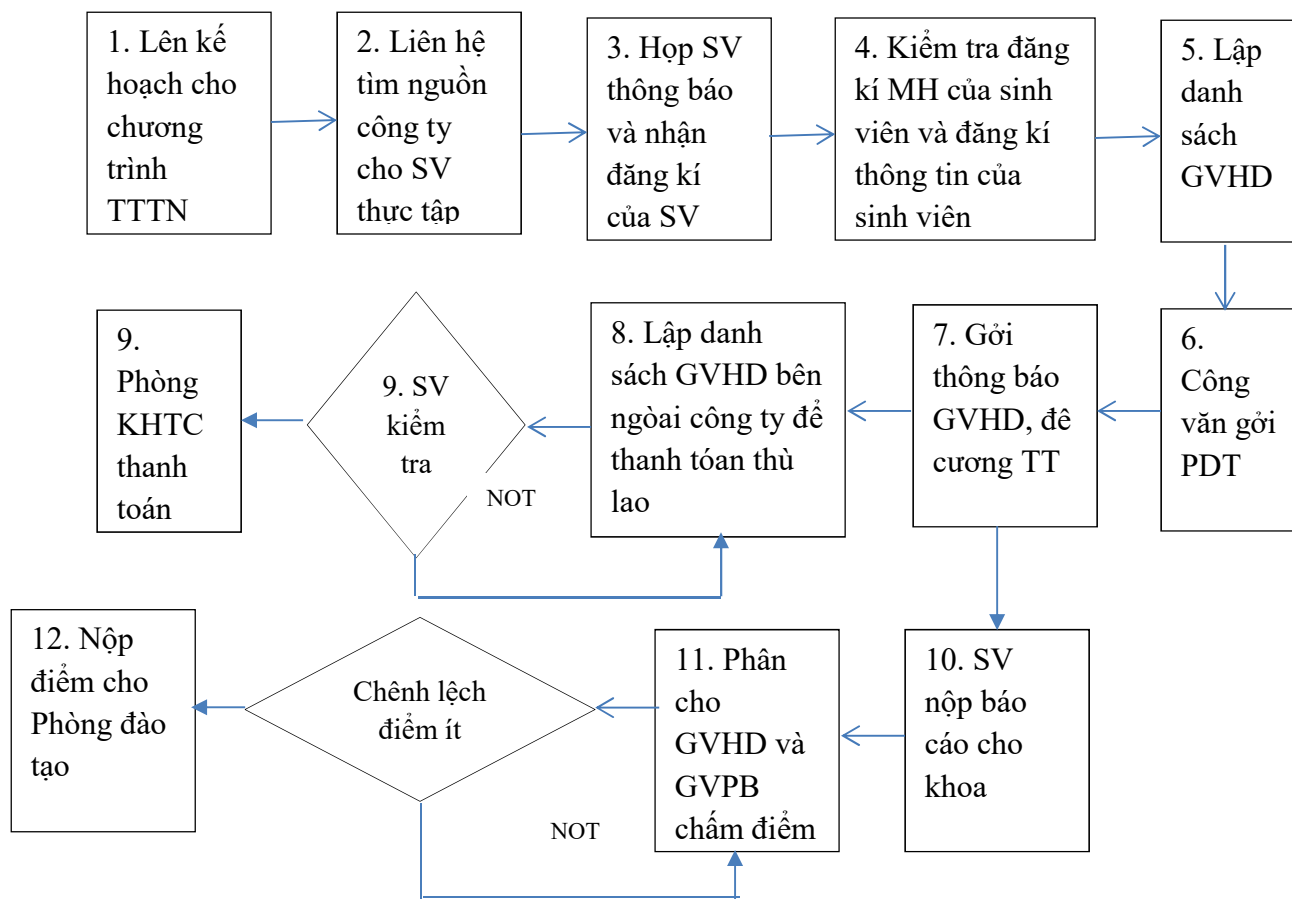 1. Lên kế
hoạch cho
chương
trình
TTTN
2. Liên hệ
tìm nguồn
công ty
cho SV
thực tập
3. Họp SV
thông báo
và nhận
đăng kí
của SV
4. Kiểm tra đăng
kí MH của sinh
viên và đăng kí
thông tin của
sinh viên
5. Lập
danh
sách
GVHD
6.
Công
văn gởi
PDT
7. Gởi
thông báo
GVHD, đê
cương TT
8. Lập danh
sách GVHD bên
ngòai công ty để
thanh tóan thù
lao
9. SV
kiểm
tra
NOT
9.
Phòng
KHTC
thanh
toán
10. SV
nộp báo
cáo cho
khoa
11. Phân
cho
GVHD và
GVPB
chấm điểm
Chênh lệch
điểm ít
NOT
12. Nộp
điểm cho
Phòng đào
tạo